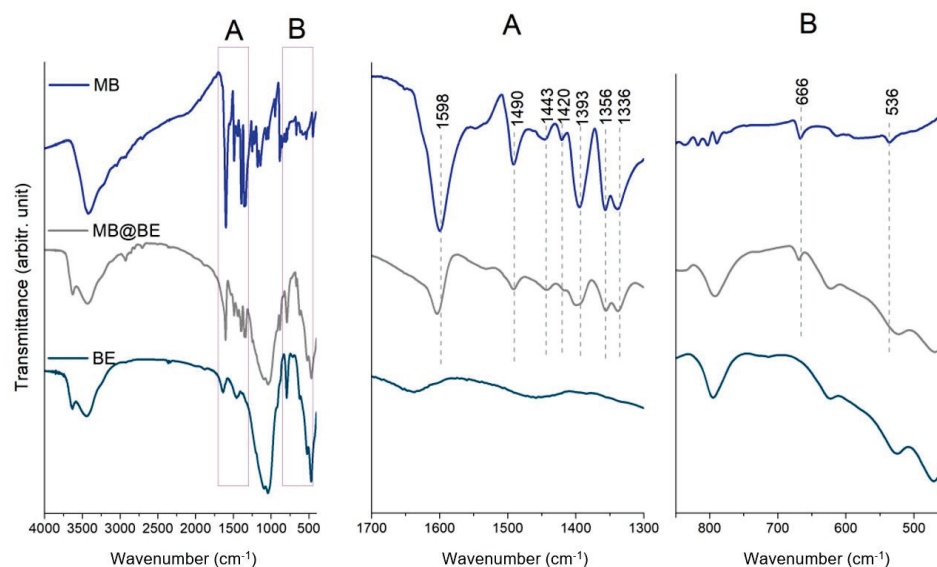 A
B
MB
MB@BE
BE
Transmittance (arbitr. unit)
4000 3500 3000 2500 2000 1500 1000 500
Wavenumber (cm⁻¹)
A
1598
1490
1443
1420
1393
1356
1336
1700 1600 1500 1400 1300
Wavenumber (cm⁻¹)
B
666
536
800 700 600 500
Wavenumber (cm⁻¹)